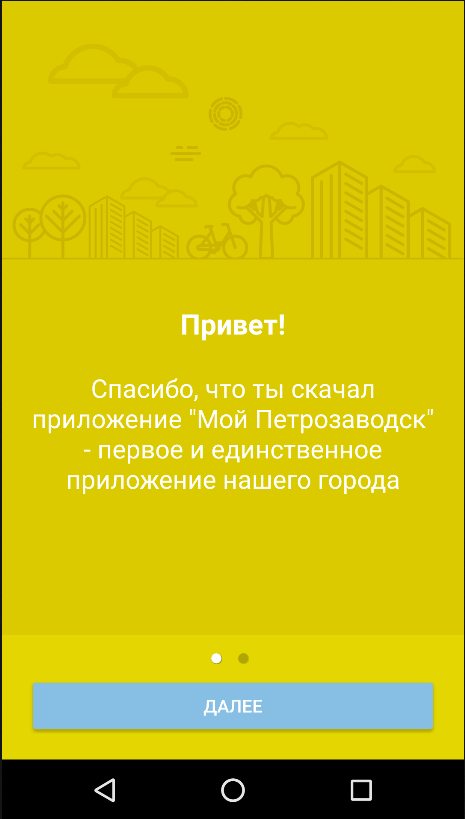 Привет!
Спасибо, что ты скачал
приложение "Мой Петрозаводск"
- первое и единственное
приложение нашего города
ДАЛЕЕ